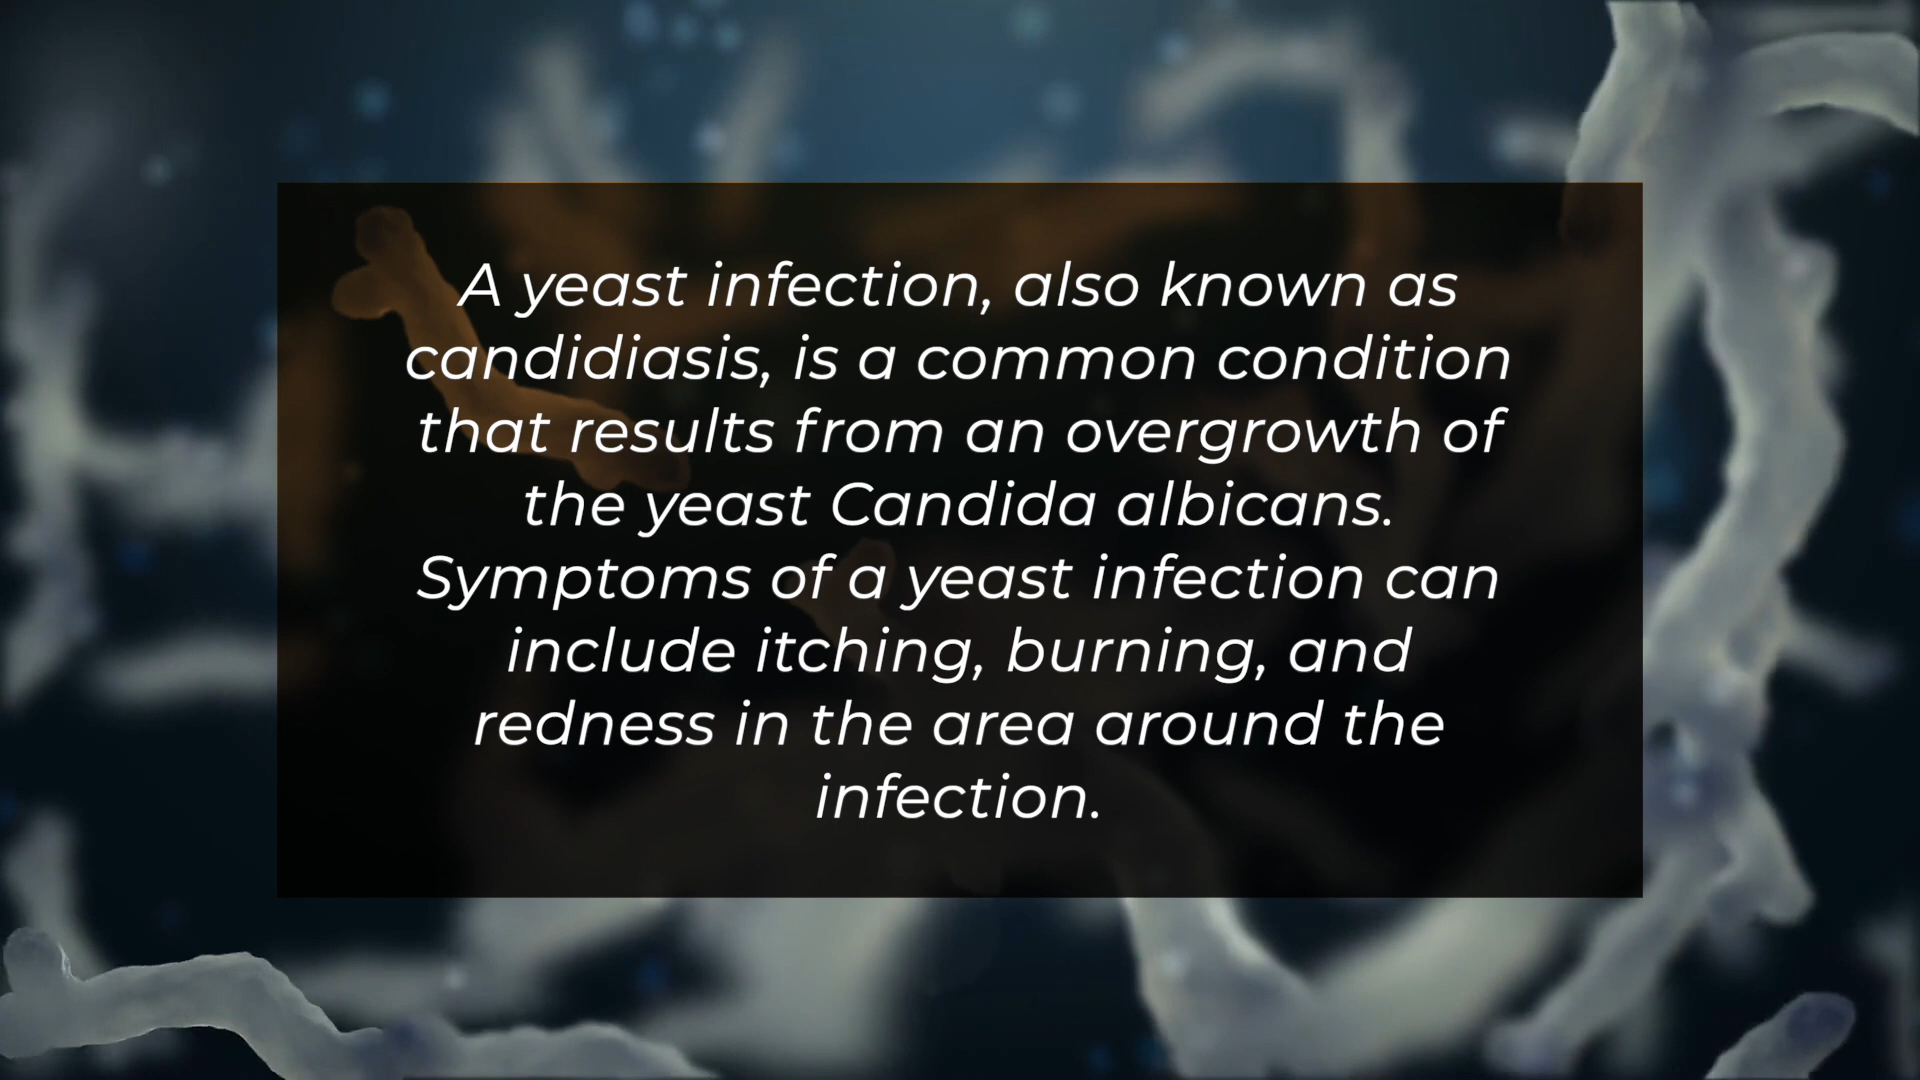 A yeast infection, also known as
candidiasis, is a common condition
that results from an overgrowth of
the yeast Candida albicans.
Symptoms of a yeast infection can
include itching, burning, and
redness in the area around the
infection.